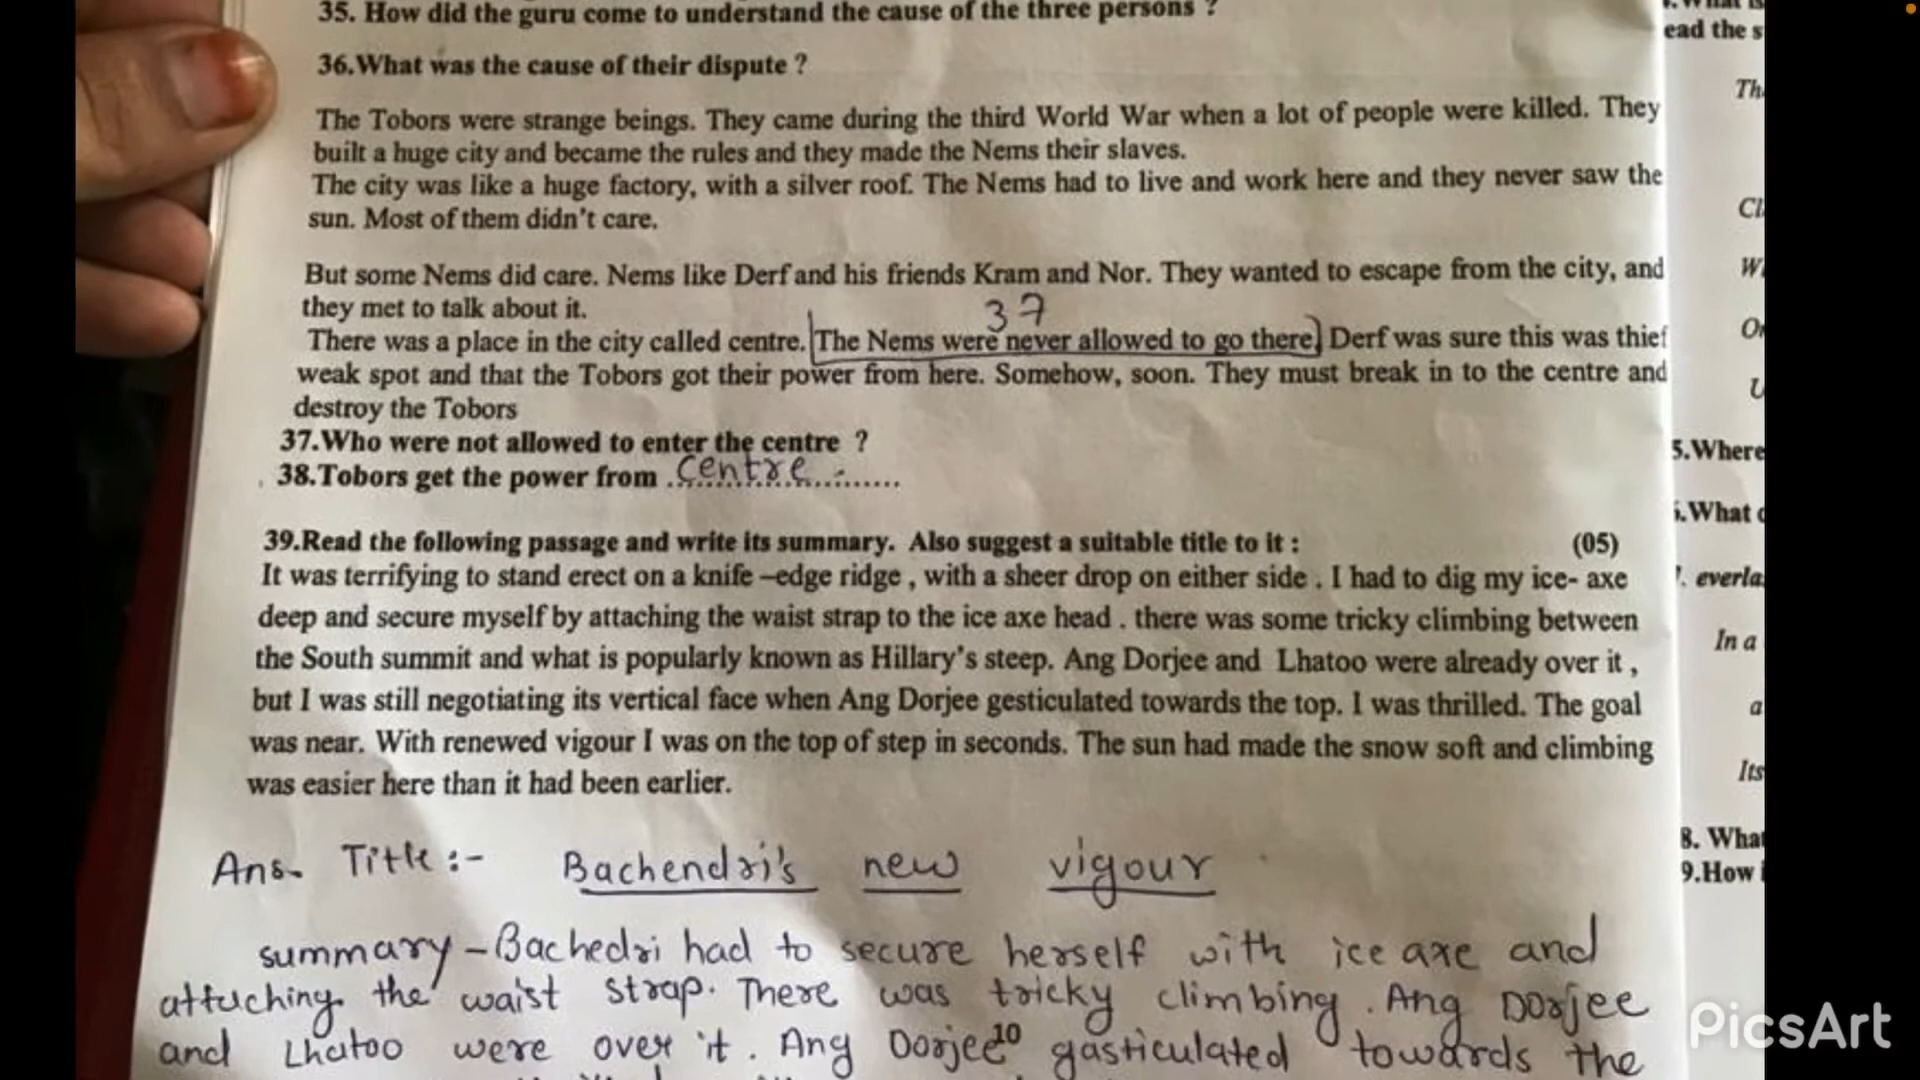 35. How did the guru come to understand the cause of the three persons ?
36.What was the cause of their dispute ?
The Tobors were strange beings. They came during the third World War when a lot of people were killed. They
built a huge city and became the rules and they made the Nems their slaves.
The city was like a huge factory, with a silver roof. The Nems had to live and work here and they never saw the
sun. Most of them didn't care.
But some Nems did care. Nems like Derf and his friends Kram and Nor. They wanted to escape from the city, and
they met to talk about it.
37
There was a place in the city called centre. The Nems were never allowed to go there. Derf was sure this was thief
weak spot and that the Tobors got their power from here. Somehow, soon. They must break in to the centre and
destroy the Tobors
37.Who were not allowed to enter the centre ?
38.Tobors get the power from .centre.........
39.Read the following passage and write its summary. Also suggest a suitable title to it : (05)
It was terrifying to stand erect on a knife –edge ridge , with a sheer drop on either side . I had to dig my ice- axe
deep and secure myself by attaching the waist strap to the ice axe head . there was some tricky climbing between
the South summit and what is popularly known as Hillary's steep. Ang Dorjee and Lhatoo were already over it ,
but I was still negotiating its vertical face when Ang Dorjee gesticulated towards the top. I was thrilled. The goal
was near. With renewed vigour I was on the top of step in seconds. The sun had made the snow soft and climbing
was easier here than it had been earlier.
Ans. Title :- Bachendri's new vigour
summary – Bachedri had to secure herself with ice axe and
attuching the waist strap. There was tricky climbing. Ang Dorjee
and Lhatoo were over it. Ang Dorjee gasticulated towards the
10
ead the s
Th
Cl
W
Or
U
5.Where
.What
. everla
In a
a
Its
8. What
9.How i
PicsArt